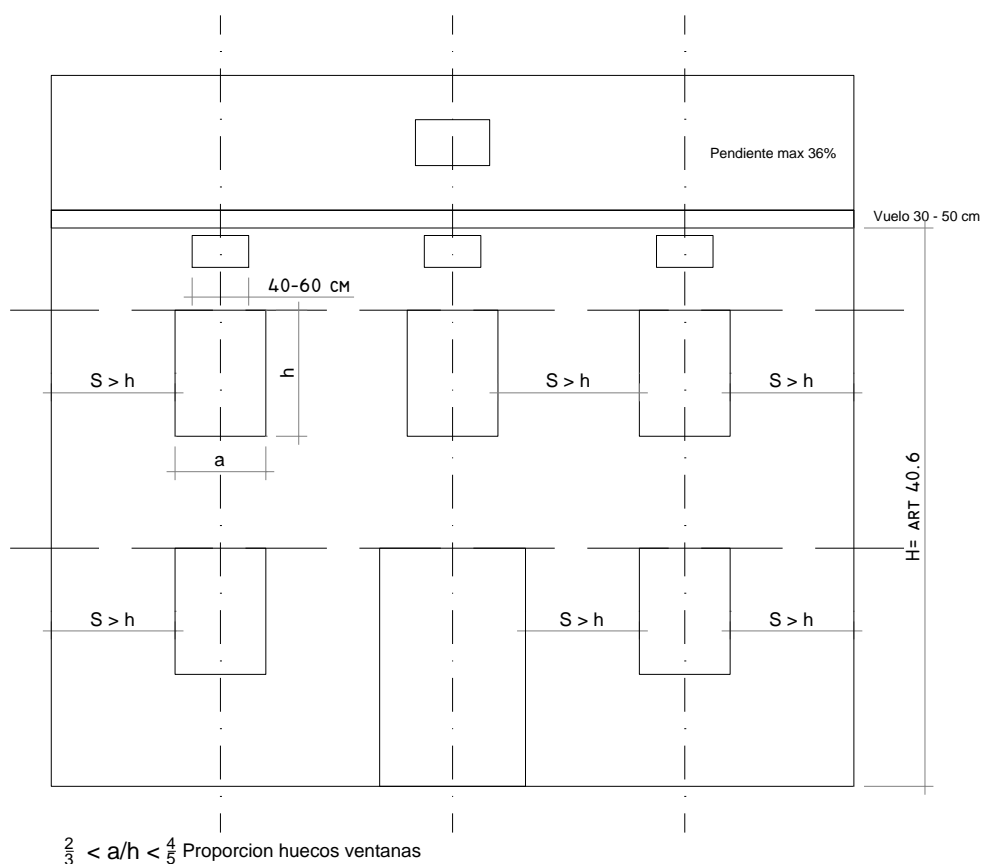 Pendiente max 36%
Vuelo 30 - 50 cm
40-60 CM
h
S > h
S > h
S > h
a
H= ART 40.6
S > h
S > h
S > h
2/3 < a/h < 4/5 Proporcion huecos ventanas